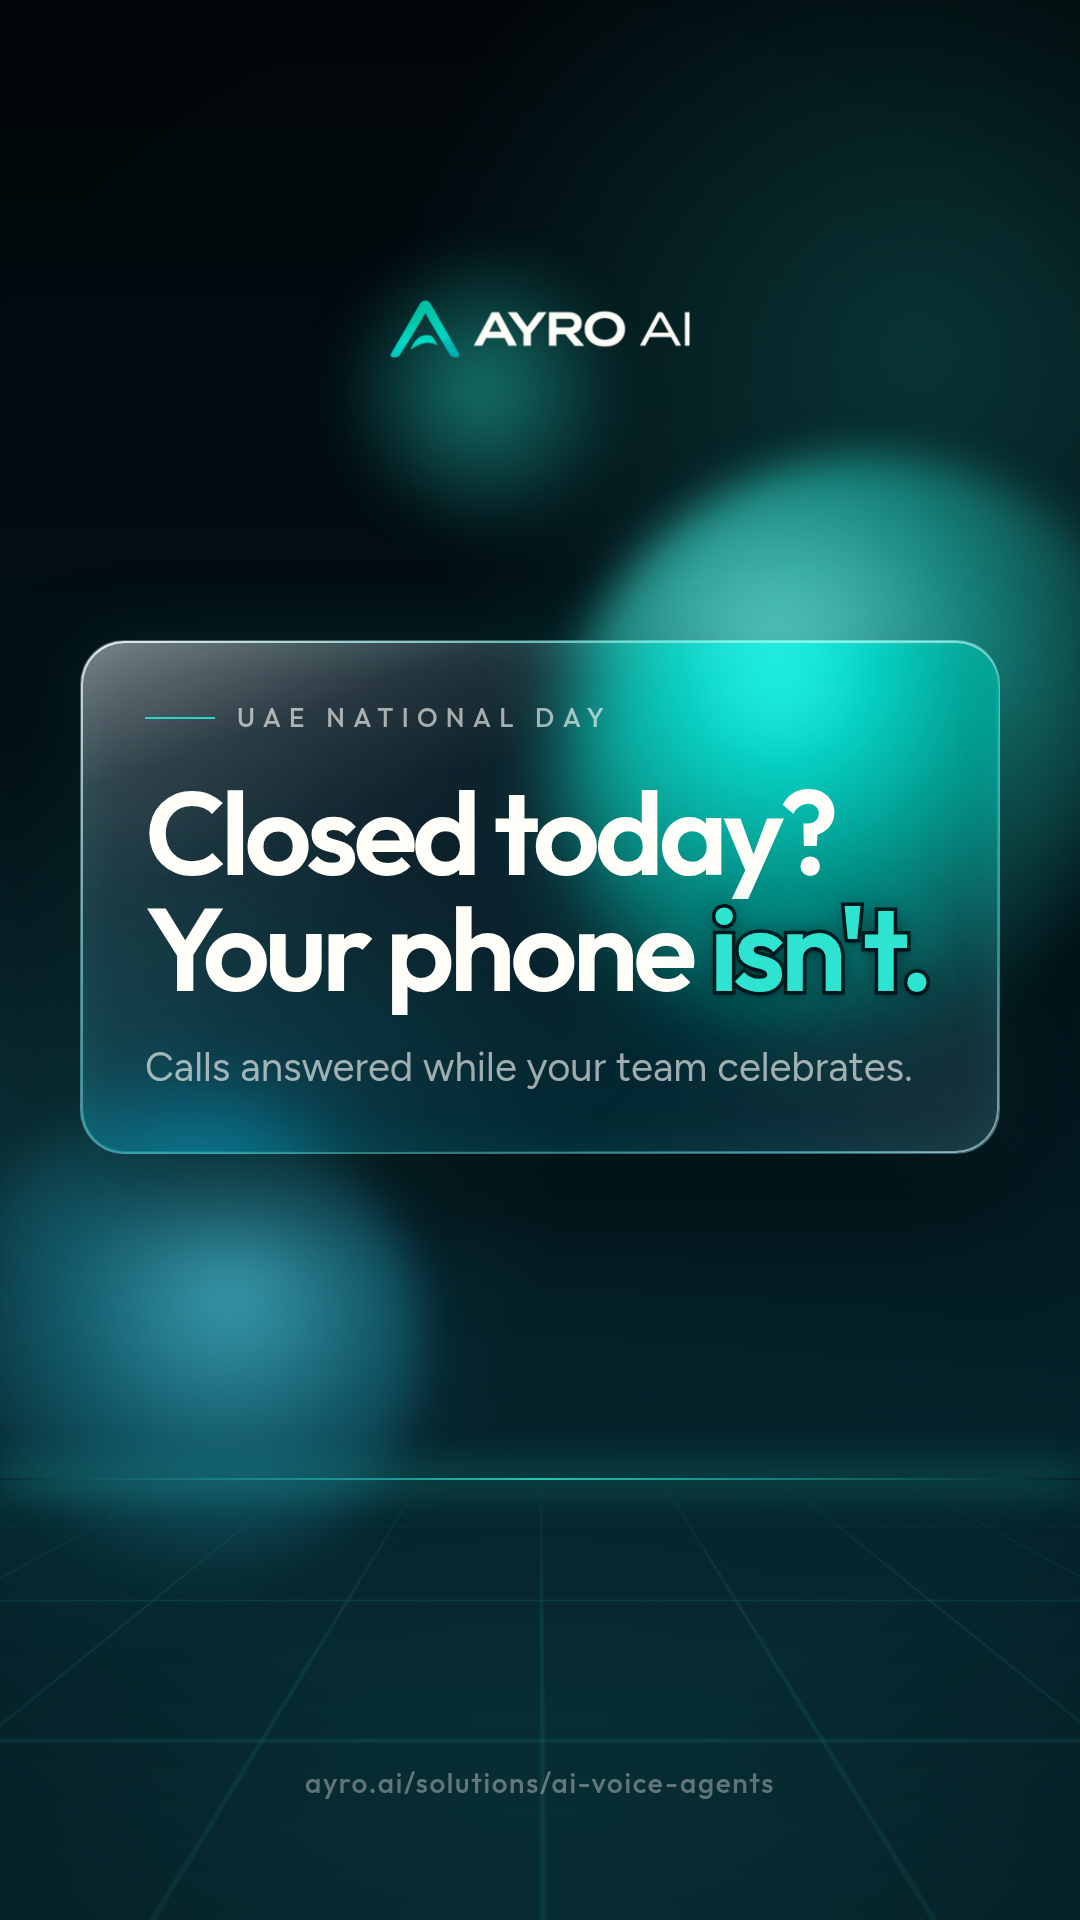 AYRO AI
UAE NATIONAL DAY
Closed today?
Your phone isn't.
Calls answered while your team celebrates.
ayro.ai/solutions/ai-voice-agents